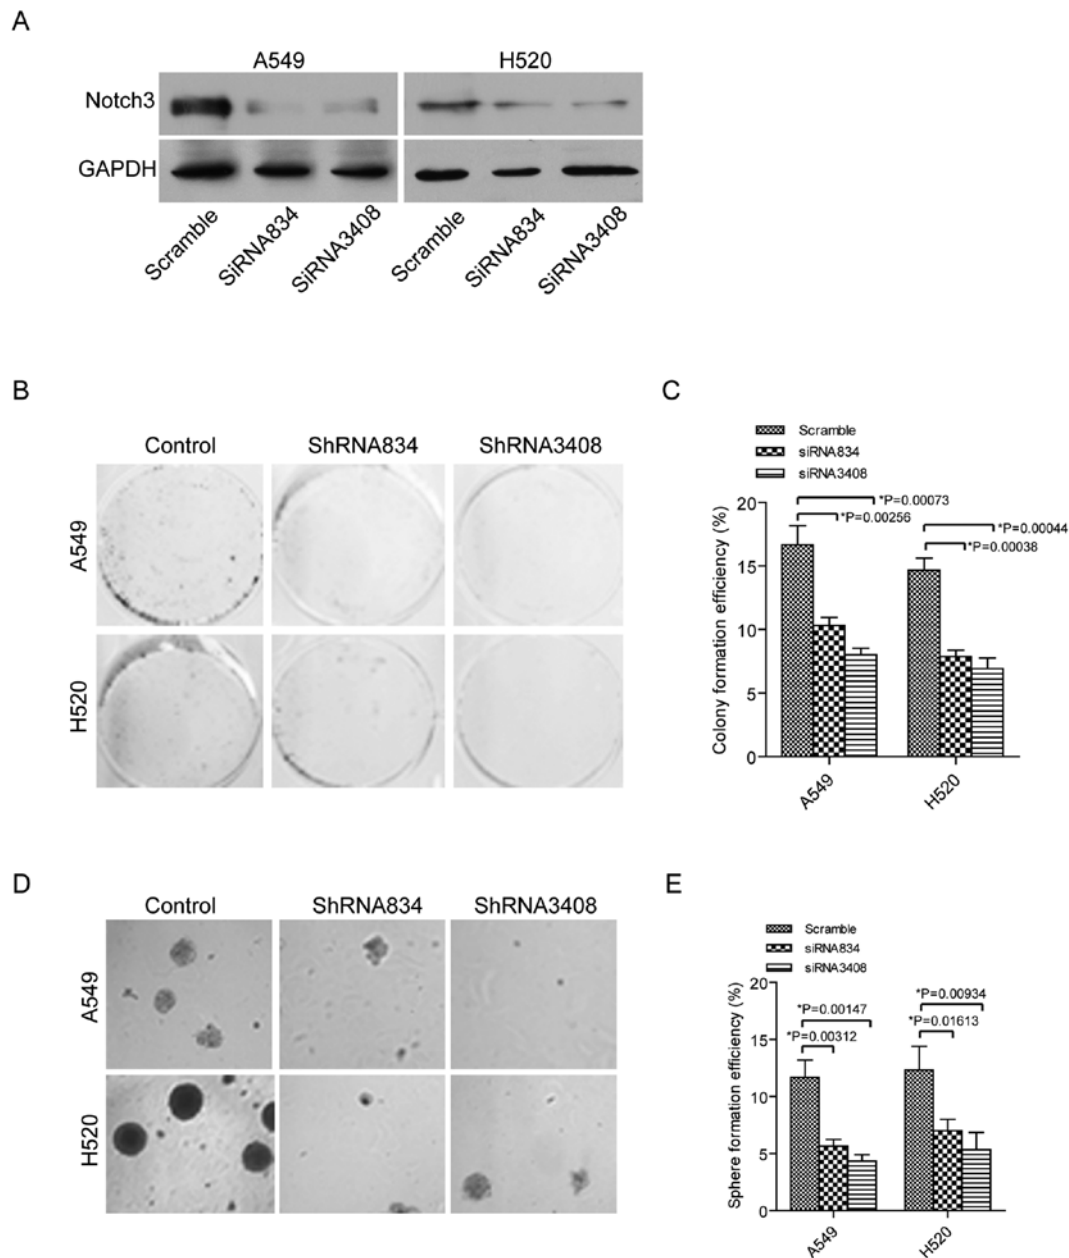 A
A549 H520
Notch3
GAPDH
Scramble SiRNA834 SiRNA3408 Scramble SiRNA834 SiRNA3408
B
Control ShRNA834 ShRNA3408
A549
H520
C
Scramble
siRNA834
siRNA3408
Colony formation efficiency (%)
20
15
10
5
0
*P=0.00073
*P=0.00256
*P=0.00044
*P=0.00038
A549 H520
D
Control ShRNA834 ShRNA3408
A549
H520
E
Scramble
siRNA834
siRNA3408
Sphere formation efficiency (%)
20
15
10
5
0
*P=0.00147
*P=0.00312
*P=0.00934
*P=0.01613
A549 H520